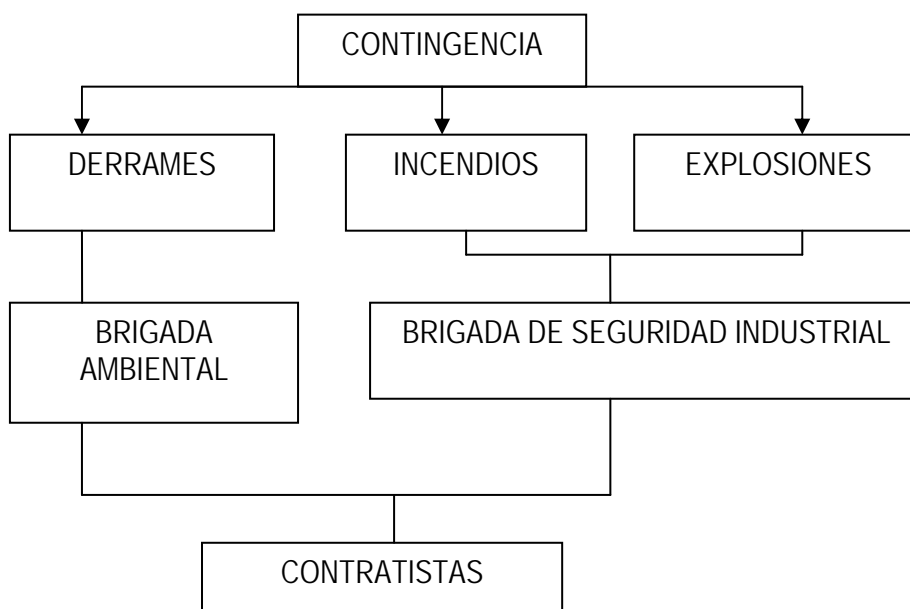 CONTINGENCIA
DERRAMES
INCENDIOS
EXPLOSIONES
BRIGADA
AMBIENTAL
BRIGADA DE SEGURIDAD INDUSTRIAL
CONTRATISTAS